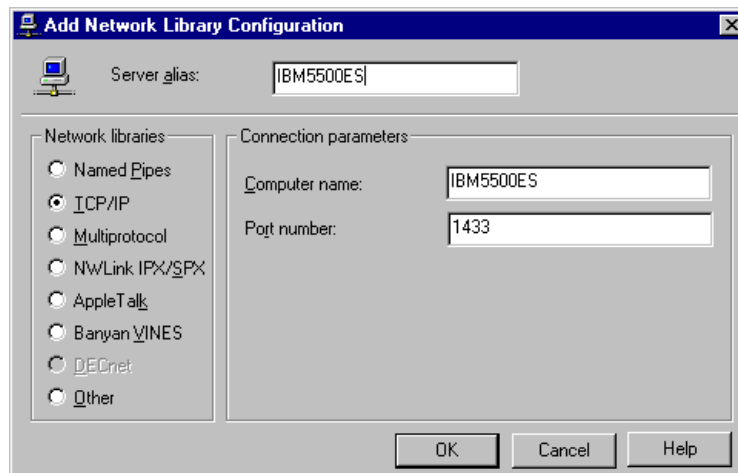 Add Network Library Configuration
Server alias: IBM5500ES
Network libraries
Named Pipes
TCP/IP
Multiprotocol
NWLink IPX/SPX
AppleTalk
Banyan VINES
DECnet
Other
Connection parameters
Computer name: IBM5500ES
Port number: 1433
OK Cancel Help